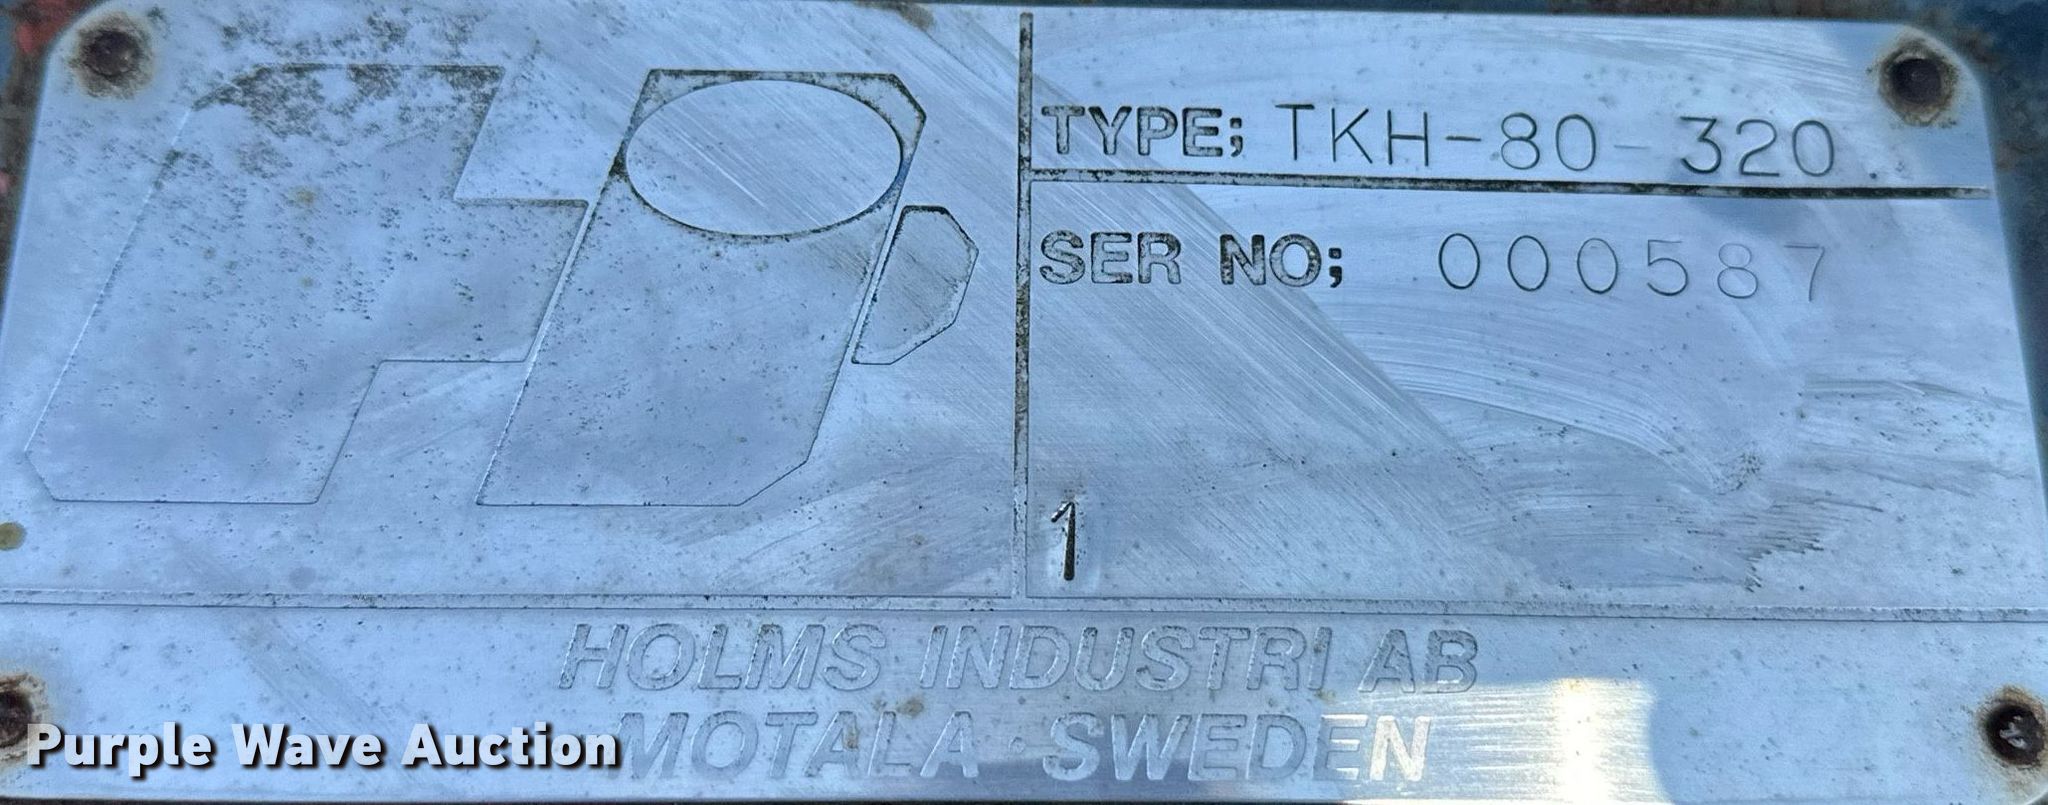 TYPE; TKH-80-320
SER NO; 000587
1
HOLMS INDUSTRI AB
MOTALA · SWEDEN
Purple Wave Auction